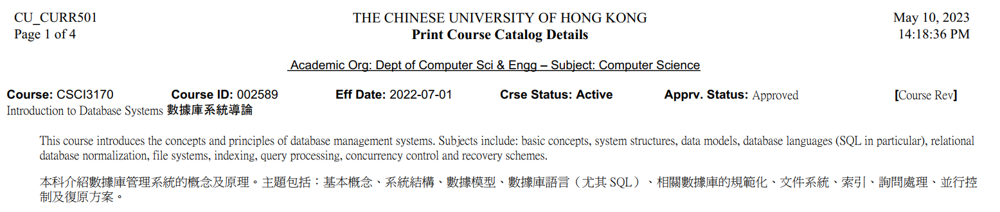 CU_CURR501 THE CHINESE UNIVERSITY OF HONG KONG May 10, 2023
Page 1 of 4 Print Course Catalog Details 14:18:36 PM
Academic Org: Dept of Computer Sci & Engg – Subject: Computer Science
Course: CSCI3170 Course ID: 002589 Eff Date: 2022-07-01 Crse Status: Active Apprv. Status: Approved [Course Rev]
Introduction to Database Systems 數據庫系統導論
This course introduces the concepts and principles of database management systems. Subjects include: basic concepts, system structures, data models, database languages (SQL in particular), relational
database normalization, file systems, indexing, query processing, concurrency control and recovery schemes.
本科介紹數據庫管理系統的概念及原理。主題包括：基本概念、系統結構、數據模型、數據庫語言（尤其 SQL）、相關數據庫的規範化、文件系統、索引、詢問處理、並行控
制及復原方案。